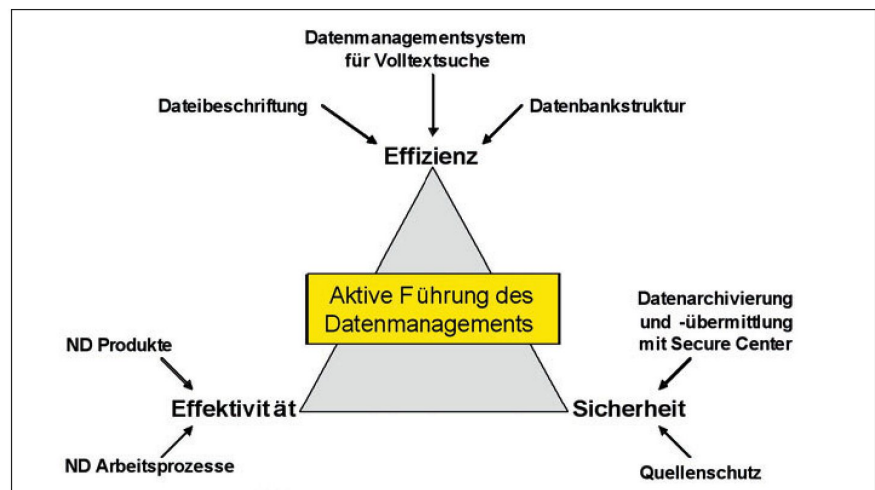 Datenmanagementsystem
für Volltextsuche
Dateibeschriftung
Datenbankstruktur
Effizienz
Aktive Führung des
Datenmanagements
Datenarchivierung
und -übermittlung
mit Secure Center
ND Produkte
Effektivität
Sicherheit
ND Arbeitsprozesse
Quellenschutz